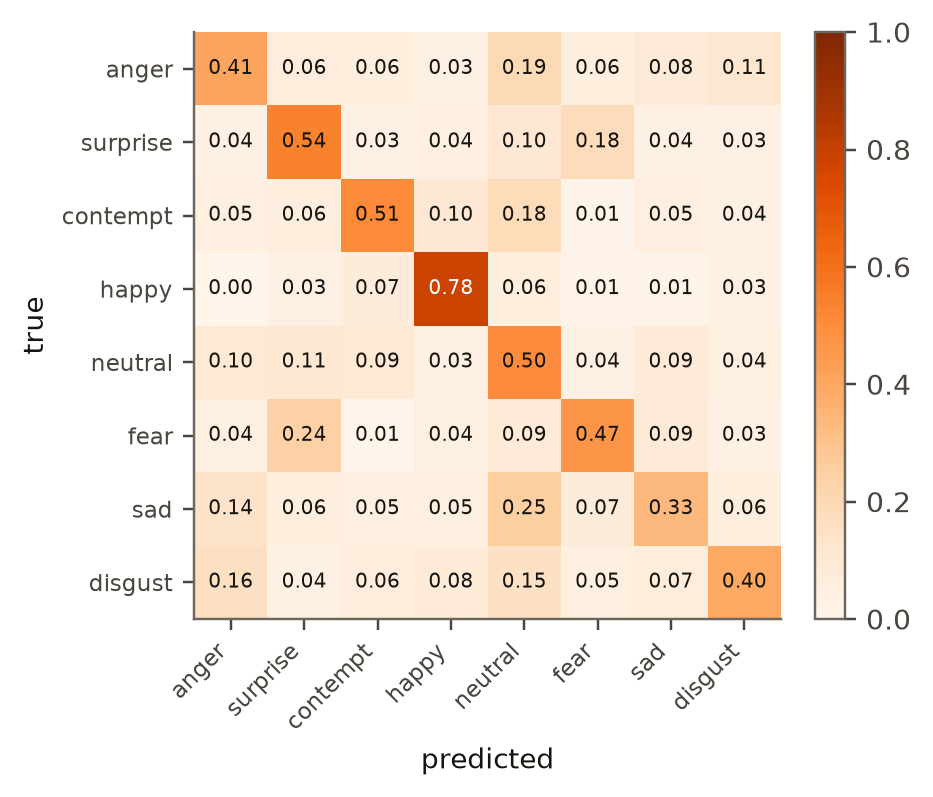 anger 0.41 0.06 0.06 0.03 0.19 0.06 0.08 0.11
surprise 0.04 0.54 0.03 0.04 0.10 0.18 0.04 0.03
contempt 0.05 0.06 0.51 0.10 0.18 0.01 0.05 0.04
happy 0.00 0.03 0.07 0.78 0.06 0.01 0.01 0.03
neutral 0.10 0.11 0.09 0.03 0.50 0.04 0.09 0.04
fear 0.04 0.24 0.01 0.04 0.09 0.47 0.09 0.03
sad 0.14 0.06 0.05 0.05 0.25 0.07 0.33 0.06
disgust 0.16 0.04 0.06 0.08 0.15 0.05 0.07 0.40
anger surprise contempt happy neutral fear sad disgust
predicted
true
1.0
0.8
0.6
0.4
0.2
0.0